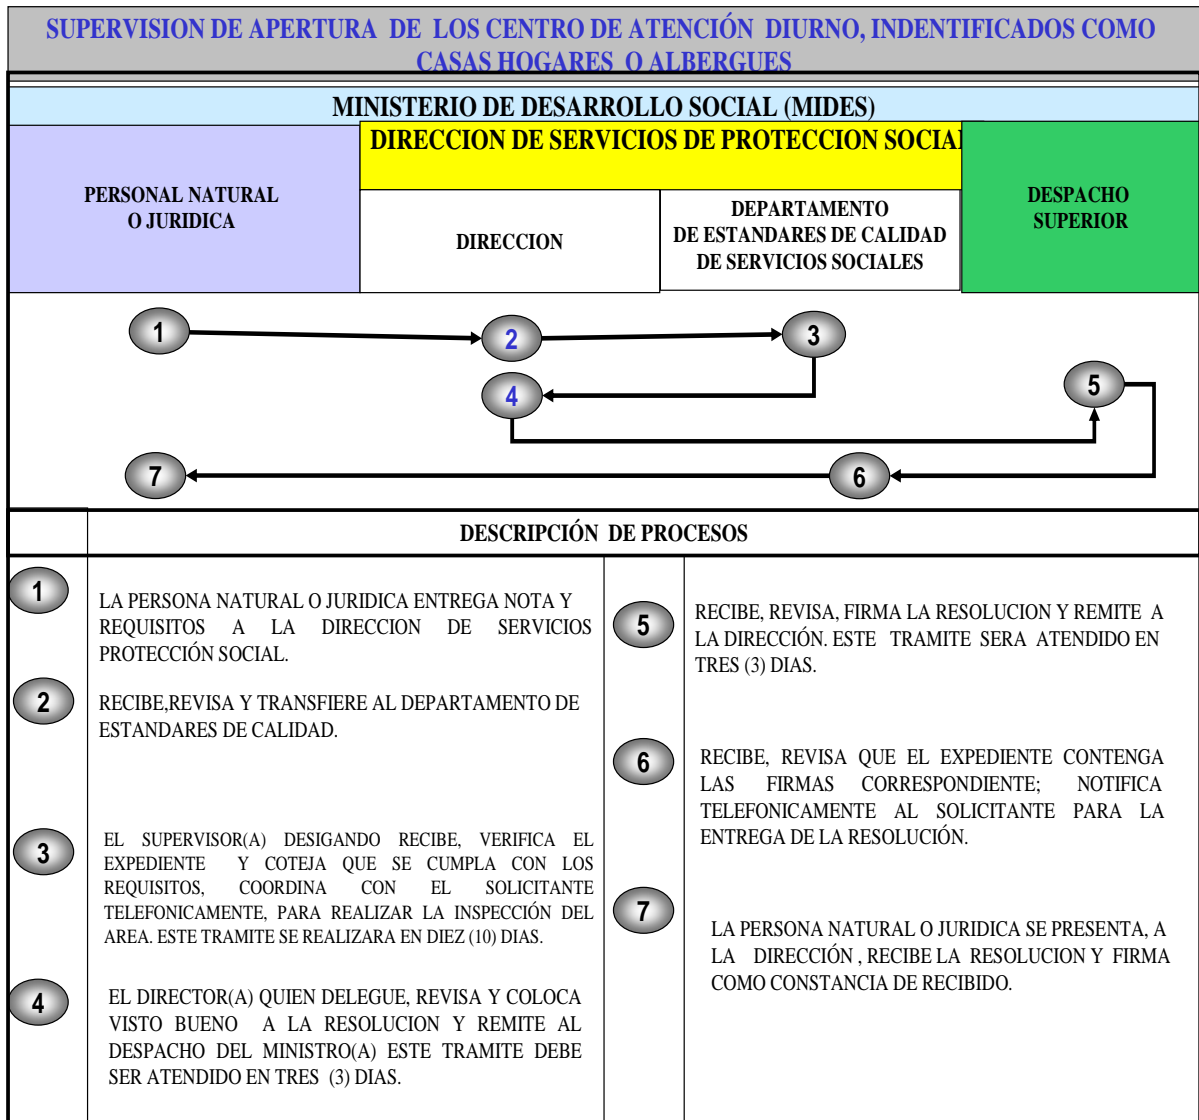 SUPERVISION DE APERTURA DE LOS CENTRO DE ATENCIÓN DIURNO, INDENTIFICADOS COMO
CASAS HOGARES O ALBERGUES
MINISTERIO DE DESARROLLO SOCIAL (MIDES)
PERSONAL NATURAL
O JURIDICA
DIRECCION DE SERVICIOS DE PROTECCION SOCIAL
DIRECCION
DEPARTAMENTO
DE ESTANDARES DE CALIDAD
DE SERVICIOS SOCIALES
DESPACHO
SUPERIOR
1
2
3
4
5
7
6
DESCRIPCIÓN DE PROCESOS
1
LA PERSONA NATURAL O JURIDICA ENTREGA NOTA Y
REQUISITOS A LA DIRECCION DE SERVICIOS
PROTECCIÓN SOCIAL.
2
RECIBE,REVISA Y TRANSFIERE AL DEPARTAMENTO DE
ESTANDARES DE CALIDAD.
3
EL SUPERVISOR(A) DESIGANDO RECIBE, VERIFICA EL
EXPEDIENTE Y COTEJA QUE SE CUMPLA CON LOS
REQUISITOS, COORDINA CON EL SOLICITANTE
TELEFONICAMENTE, PARA REALIZAR LA INSPECCIÓN DEL
AREA. ESTE TRAMITE SE REALIZARA EN DIEZ (10) DIAS.
4
EL DIRECTOR(A) QUIEN DELEGUE, REVISA Y COLOCA
VISTO BUENO A LA RESOLUCION Y REMITE AL
DESPACHO DEL MINISTRO(A) ESTE TRAMITE DEBE
SER ATENDIDO EN TRES (3) DIAS.
5
RECIBE, REVISA, FIRMA LA RESOLUCION Y REMITE A
LA DIRECCIÓN. ESTE TRAMITE SERA ATENDIDO EN
TRES (3) DIAS.
6
RECIBE, REVISA QUE EL EXPEDIENTE CONTENGA
LAS FIRMAS CORRESPONDIENTE; NOTIFICA
TELEFONICAMENTE AL SOLICITANTE PARA LA
ENTREGA DE LA RESOLUCIÓN.
7
LA PERSONA NATURAL O JURIDICA SE PRESENTA, A
LA DIRECCIÓN , RECIBE LA RESOLUCION Y FIRMA
COMO CONSTANCIA DE RECIBIDO.